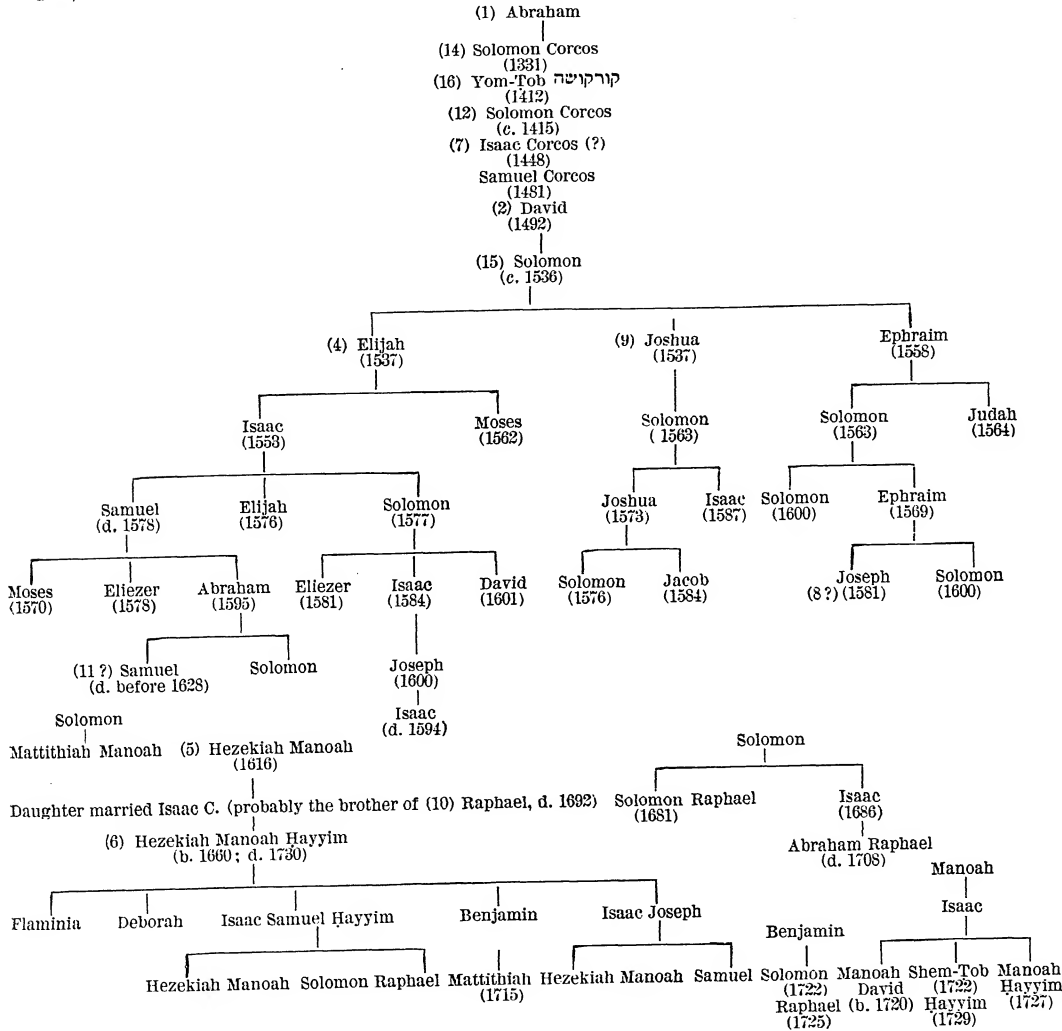 (1) Abraham
(14) Solomon Corcos
(1331)
(16) Yom-Ṭob קורקושה
(1412)
(12) Solomon Corcos
(c. 1415)
(7) Isaac Corcos (?)
(1448)
Samuel Corcos
(1481)
(2) David
(1492)
(15) Solomon
(c. 1536)
(4) Elijah (9) Joshua Ephraim
(1537) (1537) (1558)
Isaac Moses Solomon Solomon Judah
(1553) (1562) (1563) (1563) (1564)
Samuel Elijah Solomon Joshua Isaac Solomon Ephraim
(d. 1578) (1576) (1577) (1573) (1587) (1600) (1569)
Moses Eliezer Abraham Eliezer Isaac David Solomon Jacob Joseph Solomon
(1570) (1578) (1595) (1581) (1584) (1601) (1576) (1584) (8?) (1581) (1600)
(11?) Samuel Solomon Joseph
(d. before 1628) (1600)
Solomon Isaac
(d. 1594)
Mattithiah Manoah (5) Hezekiah Manoah Solomon
(1616)
Daughter married Isaac C. (probably the brother of (10) Raphael, d. 1692) Solomon Raphael Isaac
(1681) (1686)
(6) Hezekiah Manoah Ḥayyim Abraham Raphael
(b. 1660; d. 1730) (d. 1708)
Manoah
Flaminia Deborah Isaac Samuel Ḥayyim Benjamin Isaac Joseph Isaac
Benjamin
Hezekiah Manoah Solomon Raphael Mattithiah Hezekiah Manoah Samuel Solomon Manoah Shem-Tob Manoah
(1715) (1722) David (1722) Ḥayyim
Raphael (b. 1720) Ḥayyim (1727)
(1725) (1729)